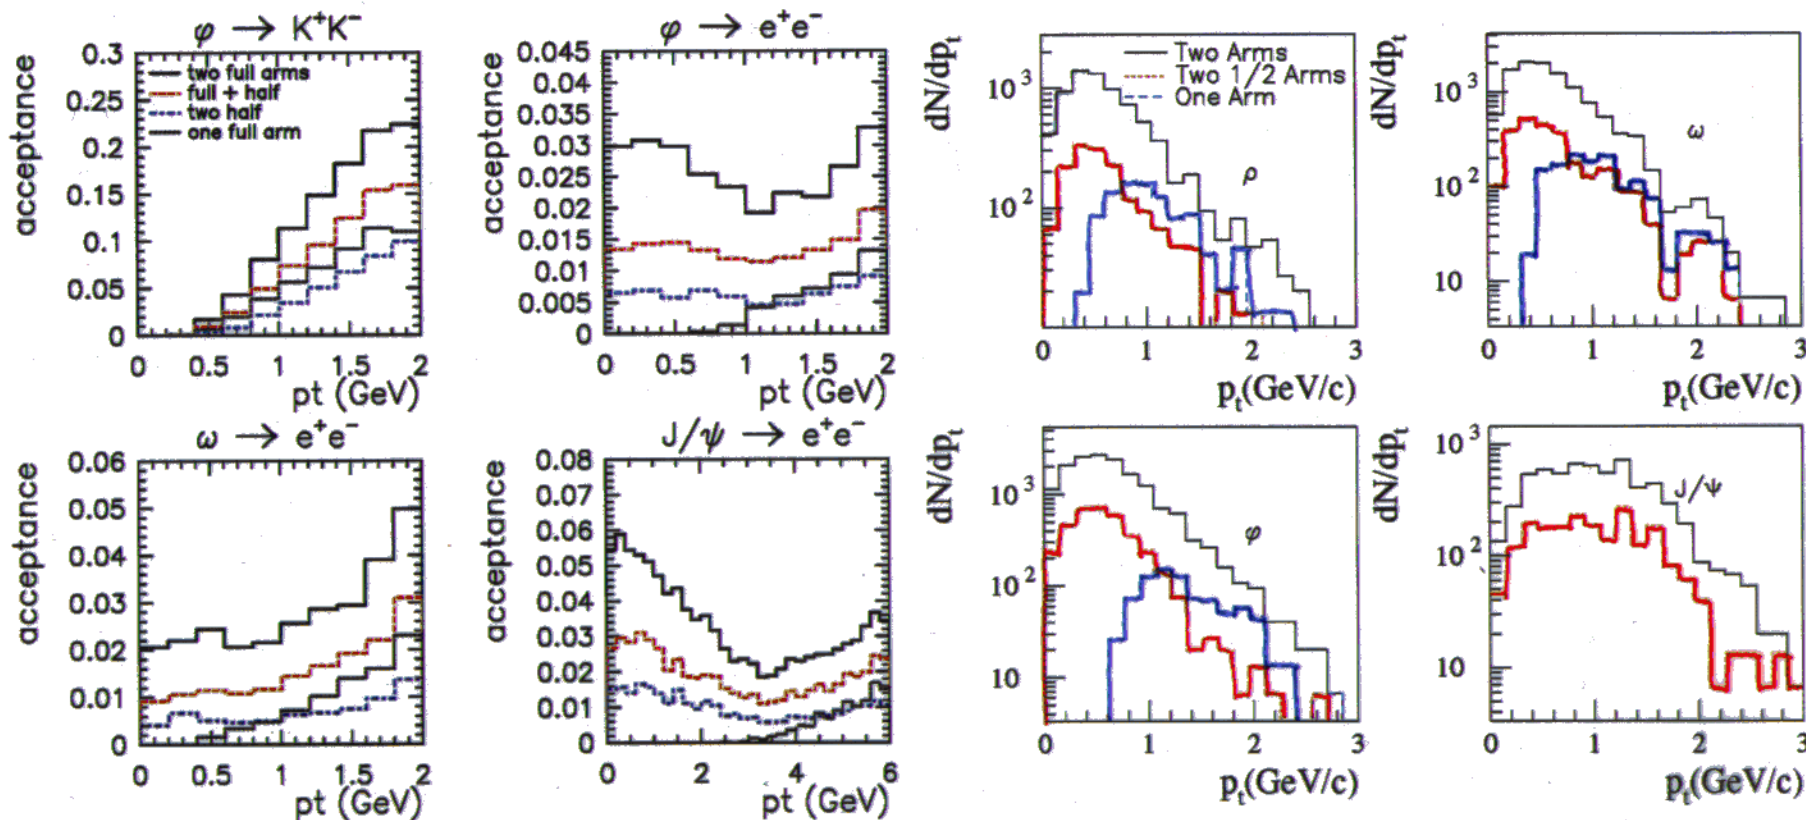 φ → K⁺K⁻
acceptance
0.3
0.25
0.2
0.15
0.1
0.05
0
two full arms
full + half
two half
one full arm
0 0.5 1 1.5 2
pt (GeV)
φ → e⁺e⁻
acceptance
0.045
0.04
0.035
0.03
0.025
0.02
0.015
0.01
0.005
0
0 0.5 1 1.5 2
pt (GeV)
dN/dpₜ
10³
10²
Two Arms
Two 1/2 Arms
One Arm
ρ
0 1 2 3
pₜ(GeV/c)
dN/dpₜ
10³
10²
10
ω
0 1 2 3
pₜ(GeV/c)
ω → e⁺e⁻
acceptance
0.06
0.05
0.04
0.03
0.02
0.01
0
0 0.5 1 1.5 2
pt (GeV)
J/ψ → e⁺e⁻
acceptance
0.08
0.07
0.06
0.05
0.04
0.03
0.02
0.01
0
0 2 4 6
pt (GeV)
dN/dpₜ
10³
10²
10
φ
0 1 2 3
pₜ(GeV/c)
dN/dpₜ
10³
10²
10
J/ψ
0 1 2 3
pₜ(GeV/c)